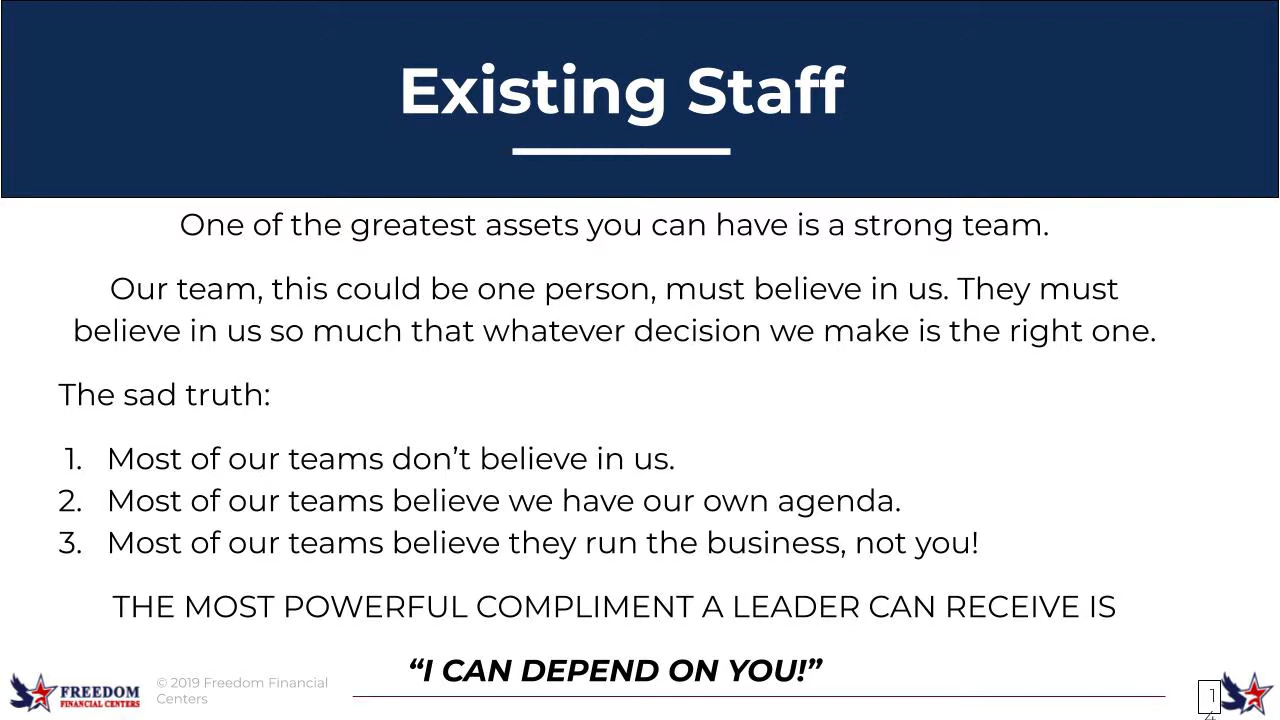 Existing Staff
One of the greatest assets you can have is a strong team.
Our team, this could be one person, must believe in us. They must
believe in us so much that whatever decision we make is the right one.
The sad truth:
1. Most of our teams don’t believe in us.
2. Most of our teams believe we have our own agenda.
3. Most of our teams believe they run the business, not you!
THE MOST POWERFUL COMPLIMENT A LEADER CAN RECEIVE IS
“I CAN DEPEND ON YOU!”
FREEDOM
FINANCIAL CENTERS
© 2019 Freedom Financial
Centers
1
4